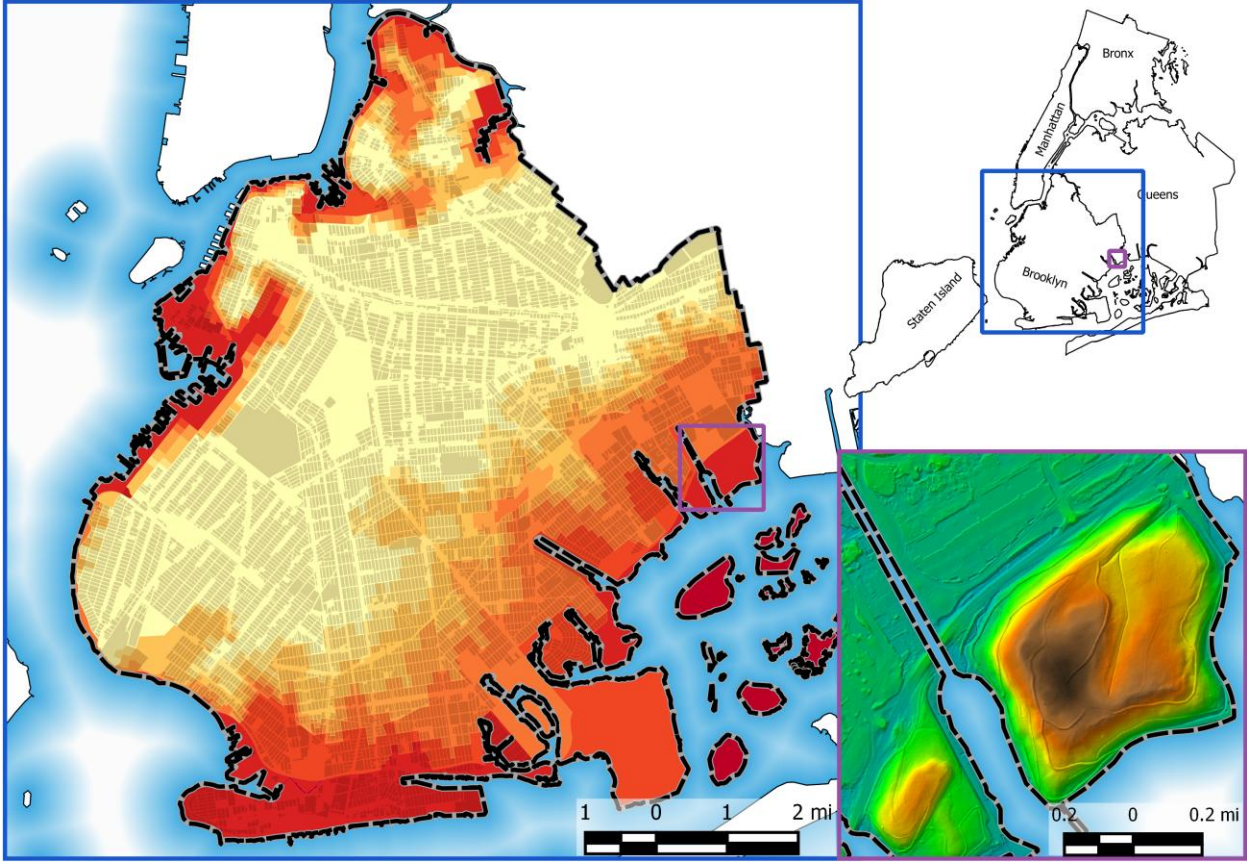 Bronx
Manhattan
Queens
Brooklyn
Staten Island
1 0 1 2 mi
0.2 0 0.2 mi